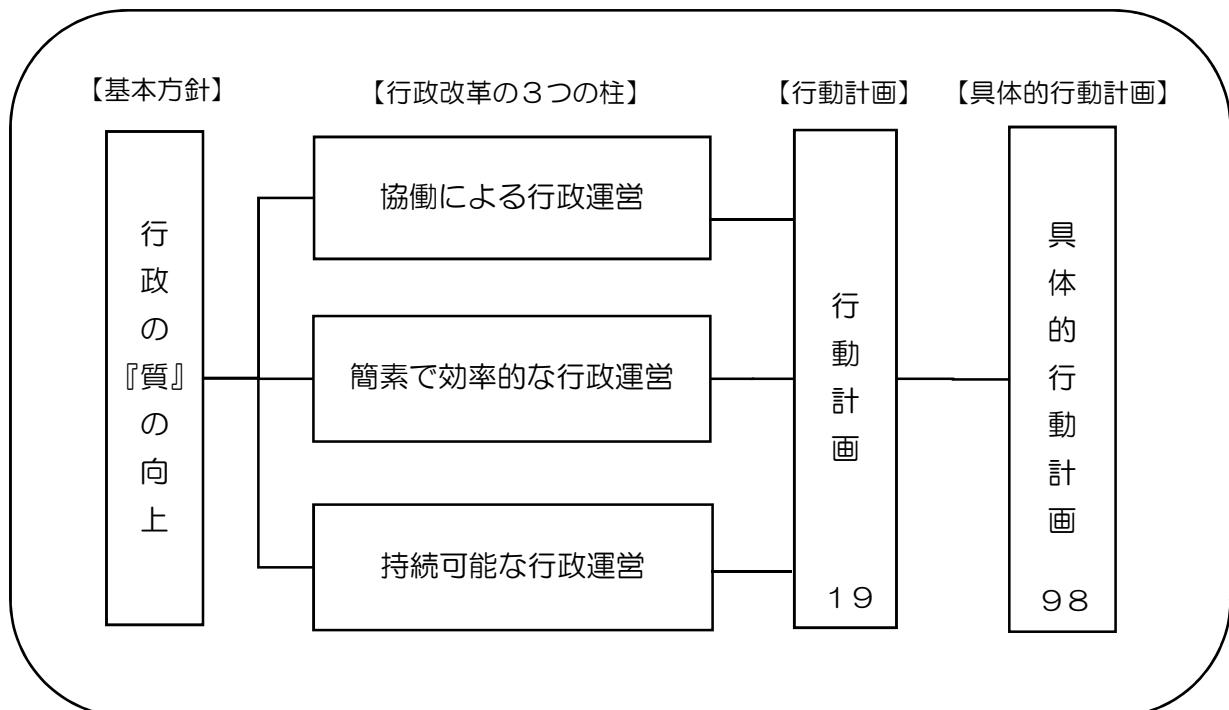 【基本方針】
【行政改革の３つの柱】
【行動計画】
【具体的行動計画】
行政の『質』の向上
協働による行政運営
簡素で効率的な行政運営
持続可能な行政運営
行動計画
１９
具体的行動計画
９８